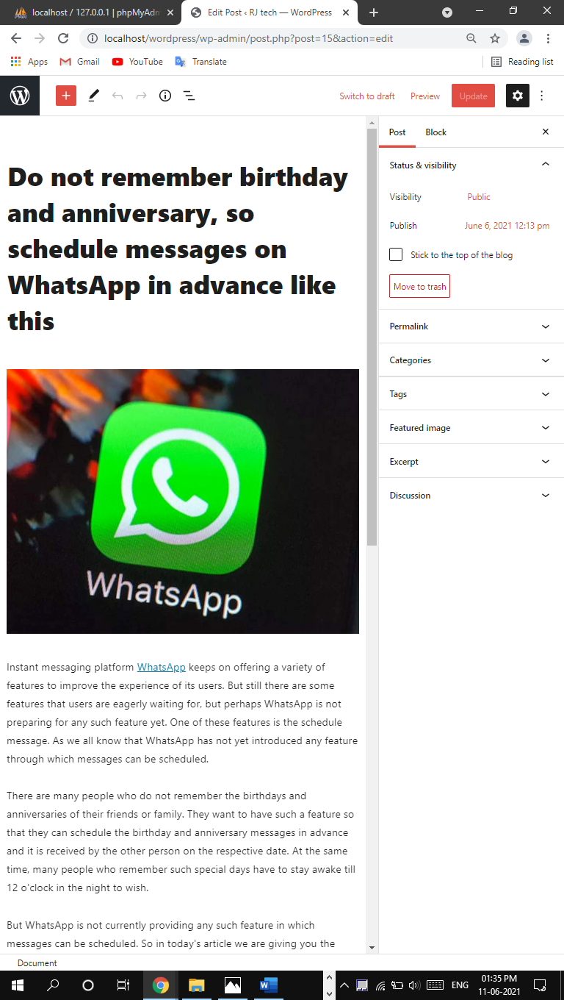 localhost / 127.0.0.1 | phpMyAdm
Edit Post ‹ RJ tech — WordPress
localhost/wordpress/wp-admin/post.php?post=15&action=edit
Apps
Gmail
YouTube
Translate
Reading list
Switch to draft
Preview
Update
Post
Block
Do not remember birthday
and anniversary, so
schedule messages on
WhatsApp in advance like
this
WhatsApp
Instant messaging platform WhatsApp keeps on offering a variety of
features to improve the experience of its users. But still there are some
features that users are eagerly waiting for, but perhaps WhatsApp is not
preparing for any such feature yet. One of these features is the schedule
message. As we all know that WhatsApp has not yet introduced any feature
through which messages can be scheduled.
There are many people who do not remember the birthdays and
anniversaries of their friends or family. They want to have such a feature so
that they can schedule the birthday and anniversary messages in advance
and it is received by the other person on the respective date. At the same
time, many people who remember such special days have to stay awake till
12 o'clock in the night to wish.
But WhatsApp is not currently providing any such feature in which
messages can be scheduled. So in today's article we are giving you the
Status & visibility
Visibility
Public
Publish
June 6, 2021 12:13 pm
Stick to the top of the blog
Move to trash
Permalink
Categories
Tags
Featured image
Excerpt
Discussion
Document
ENG
01:35 PM
11-06-2021